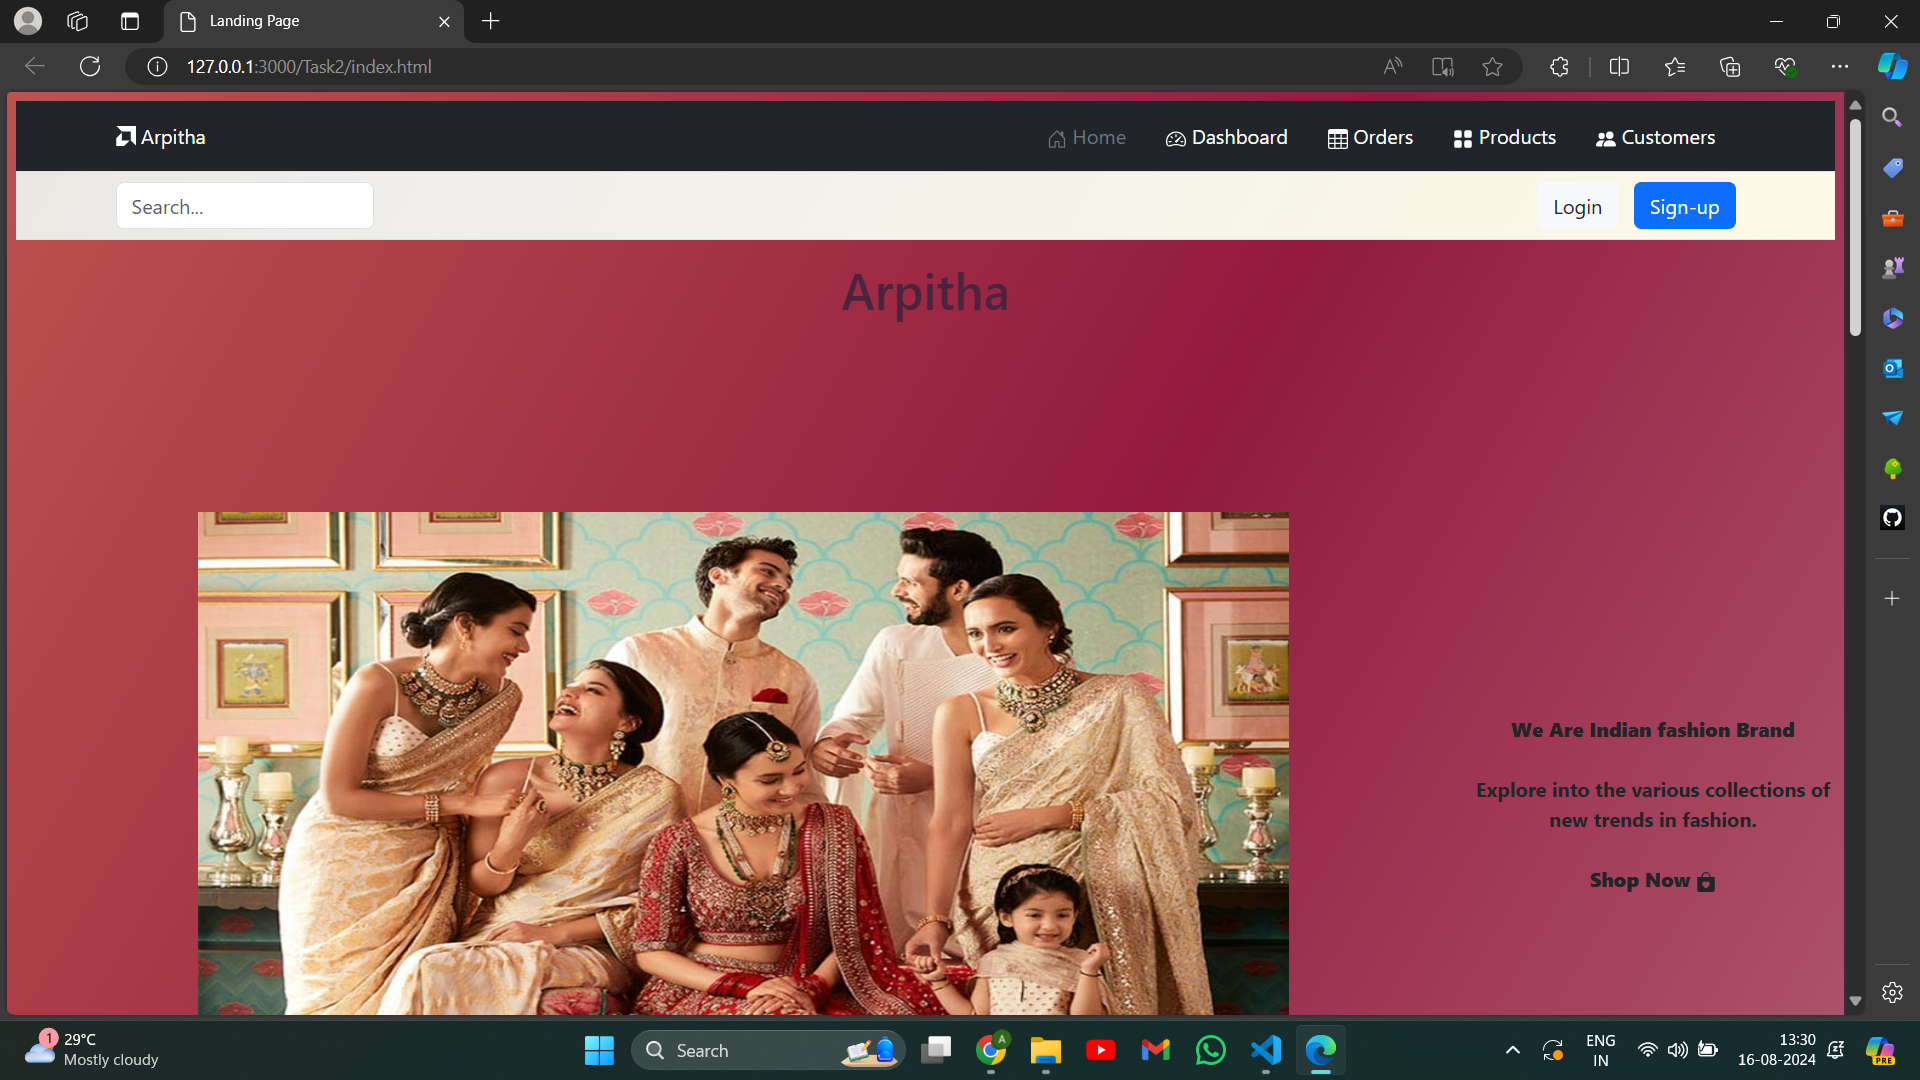 Landing Page
127.0.0.1:3000/Task2/index.html
Arpitha
Home
Dashboard
Orders
Products
Customers
Search...
Login
Sign-up
Arpitha
We Are Indian fashion Brand
Explore into the various collections of
new trends in fashion.
Shop Now
1
29°C
Mostly cloudy
Search
A
ENG
IN
13:30
16-08-2024
PRE